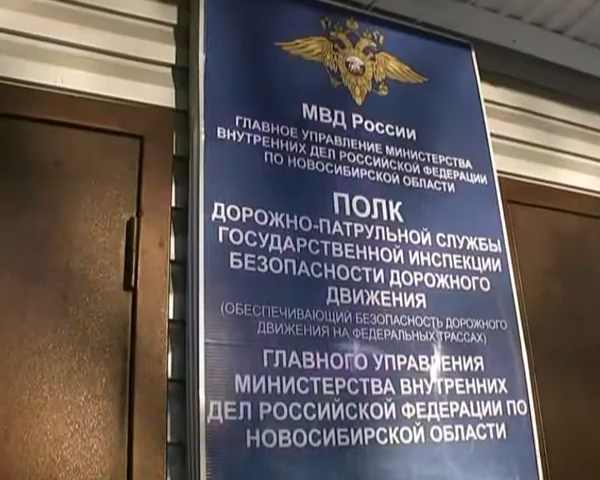 МВД России
ГЛАВНОЕ УПРАВЛЕНИЕ МИНИСТЕРСТВА
ВНУТРЕННИХ ДЕЛ РОССИЙСКОЙ ФЕДЕРАЦИИ
ПО НОВОСИБИРСКОЙ ОБЛАСТИ
ПОЛК
ДОРОЖНО-ПАТРУЛЬНОЙ СЛУЖБЫ
ГОСУДАРСТВЕННОЙ ИНСПЕКЦИИ
БЕЗОПАСНОСТИ ДОРОЖНОГО
ДВИЖЕНИЯ
(ОБЕСПЕЧИВАЮЩИЙ БЕЗОПАСНОСТЬ ДОРОЖНОГО
ДВИЖЕНИЯ НА ФЕДЕРАЛЬНЫХ ТРАССАХ)
ГЛАВНОГО УПРАВЛЕНИЯ
МИНИСТЕРСТВА ВНУТРЕННИХ
ДЕЛ РОССИЙСКОЙ ФЕДЕРАЦИИ ПО
НОВОСИБИРСКОЙ ОБЛАСТИ